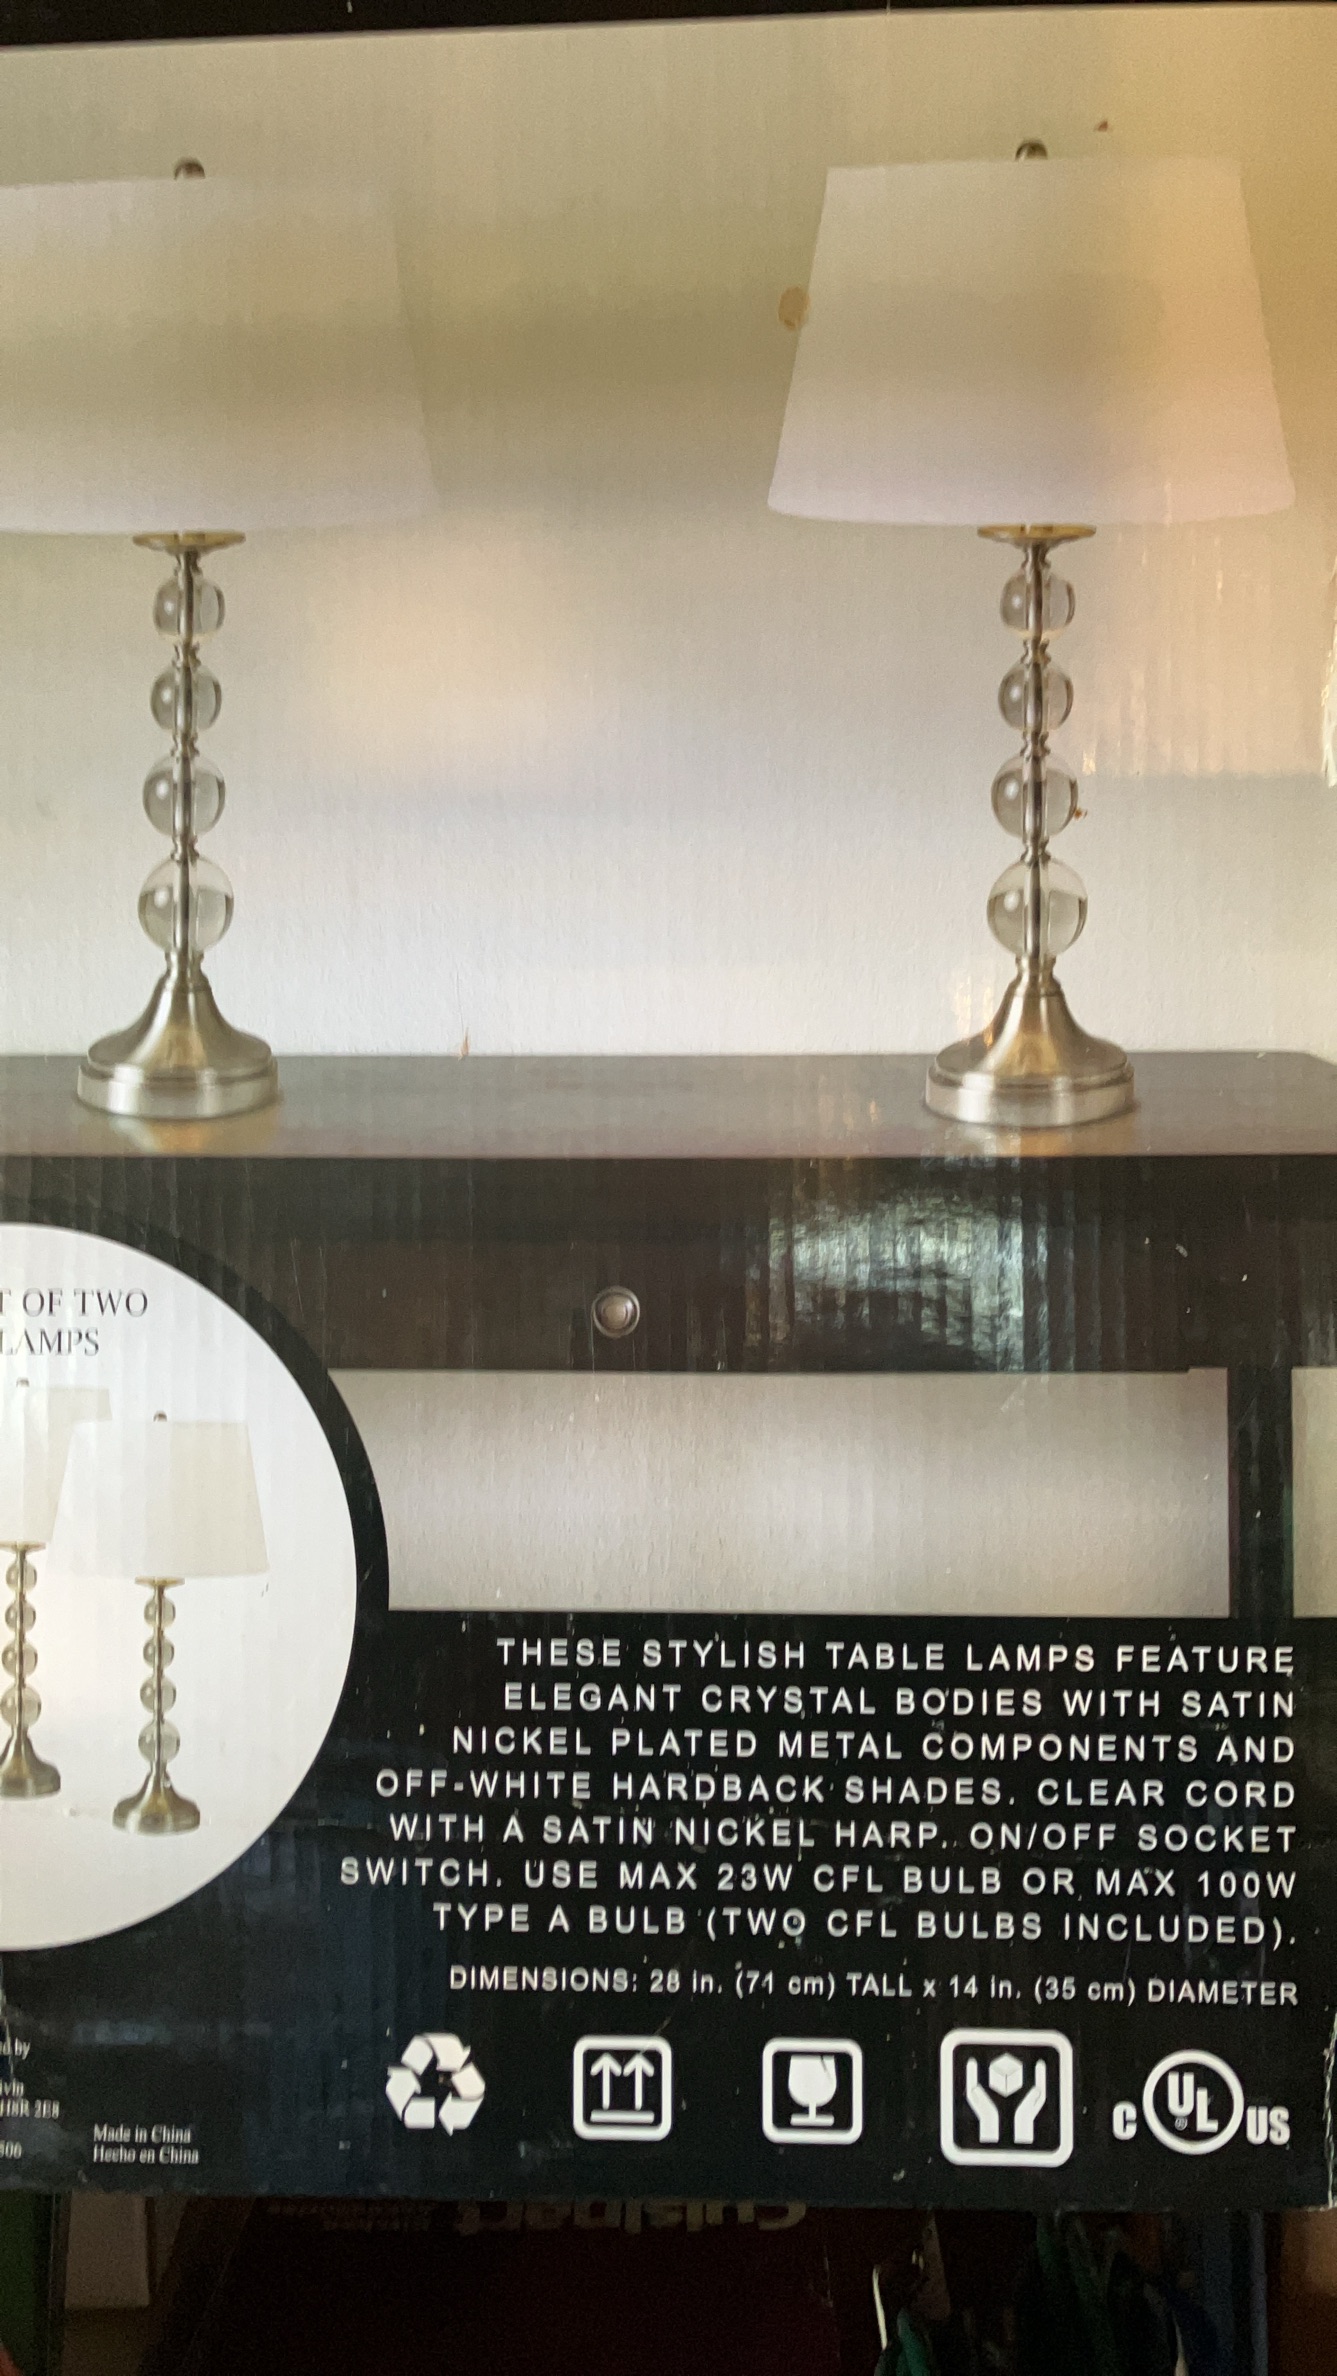 OF TWO
LAMPS
THESE STYLISH TABLE LAMPS FEATURE
ELEGANT CRYSTAL BODIES WITH SATIN
NICKEL PLATED METAL COMPONENTS AND
OFF-WHITE HARDBACK SHADES. CLEAR CORD
WITH A SATIN NICKEL HARP. ON/OFF SOCKET
SWITCH. USE MAX 23W CFL BULB OR MAX 100W
TYPE A BULB (TWO CFL BULBS INCLUDED).
DIMENSIONS: 28 in. (71 cm) TALL x 14 in. (35 cm) DIAMETER
by
2E8
Made in China
Hecho en China
C UL US
Cuisinart